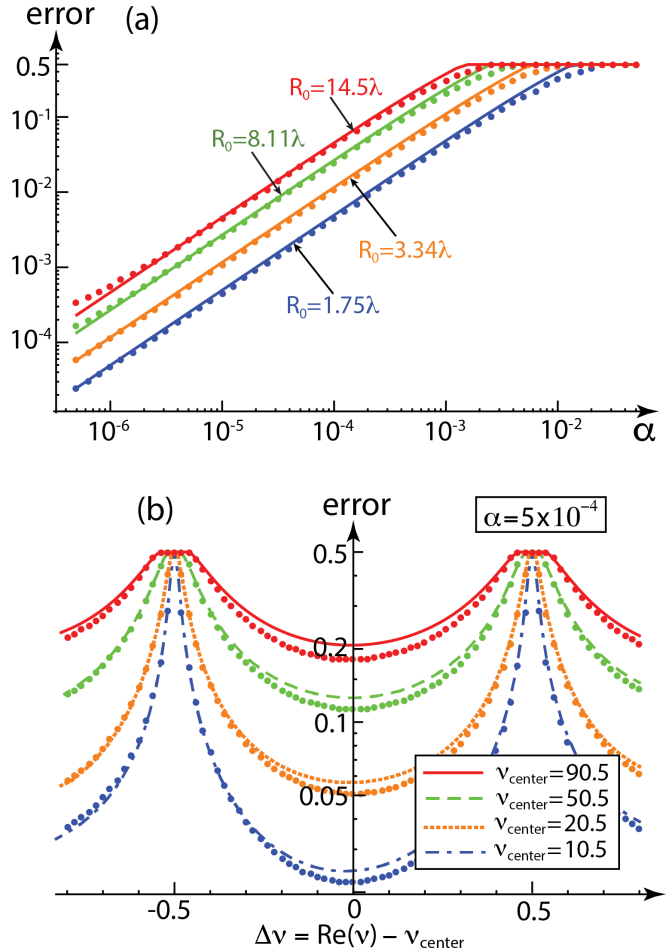 error
(a)
0.5
10⁻¹
10⁻²
10⁻³
10⁻⁴
R₀=14.5λ
R₀=8.11λ
R₀=3.34λ
R₀=1.75λ
10⁻⁶ 10⁻⁵ 10⁻⁴ 10⁻³ 10⁻² α
(b)
error
α=5x10⁻⁴
0.5
0.2
0.1
0.05
ν_center=90.5
ν_center=50.5
ν_center=20.5
ν_center=10.5
-0.5 0 0.5
Δν = Re(ν) − ν_center